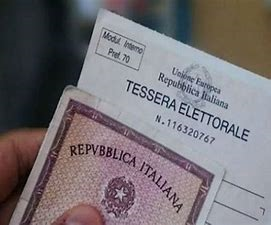 Modul. Interno
Pref. 70
Unione Europea
Repubblica Italiana
TESSERA ELETTORALE
N. 116320767
REPVBBLICA ITALIANA